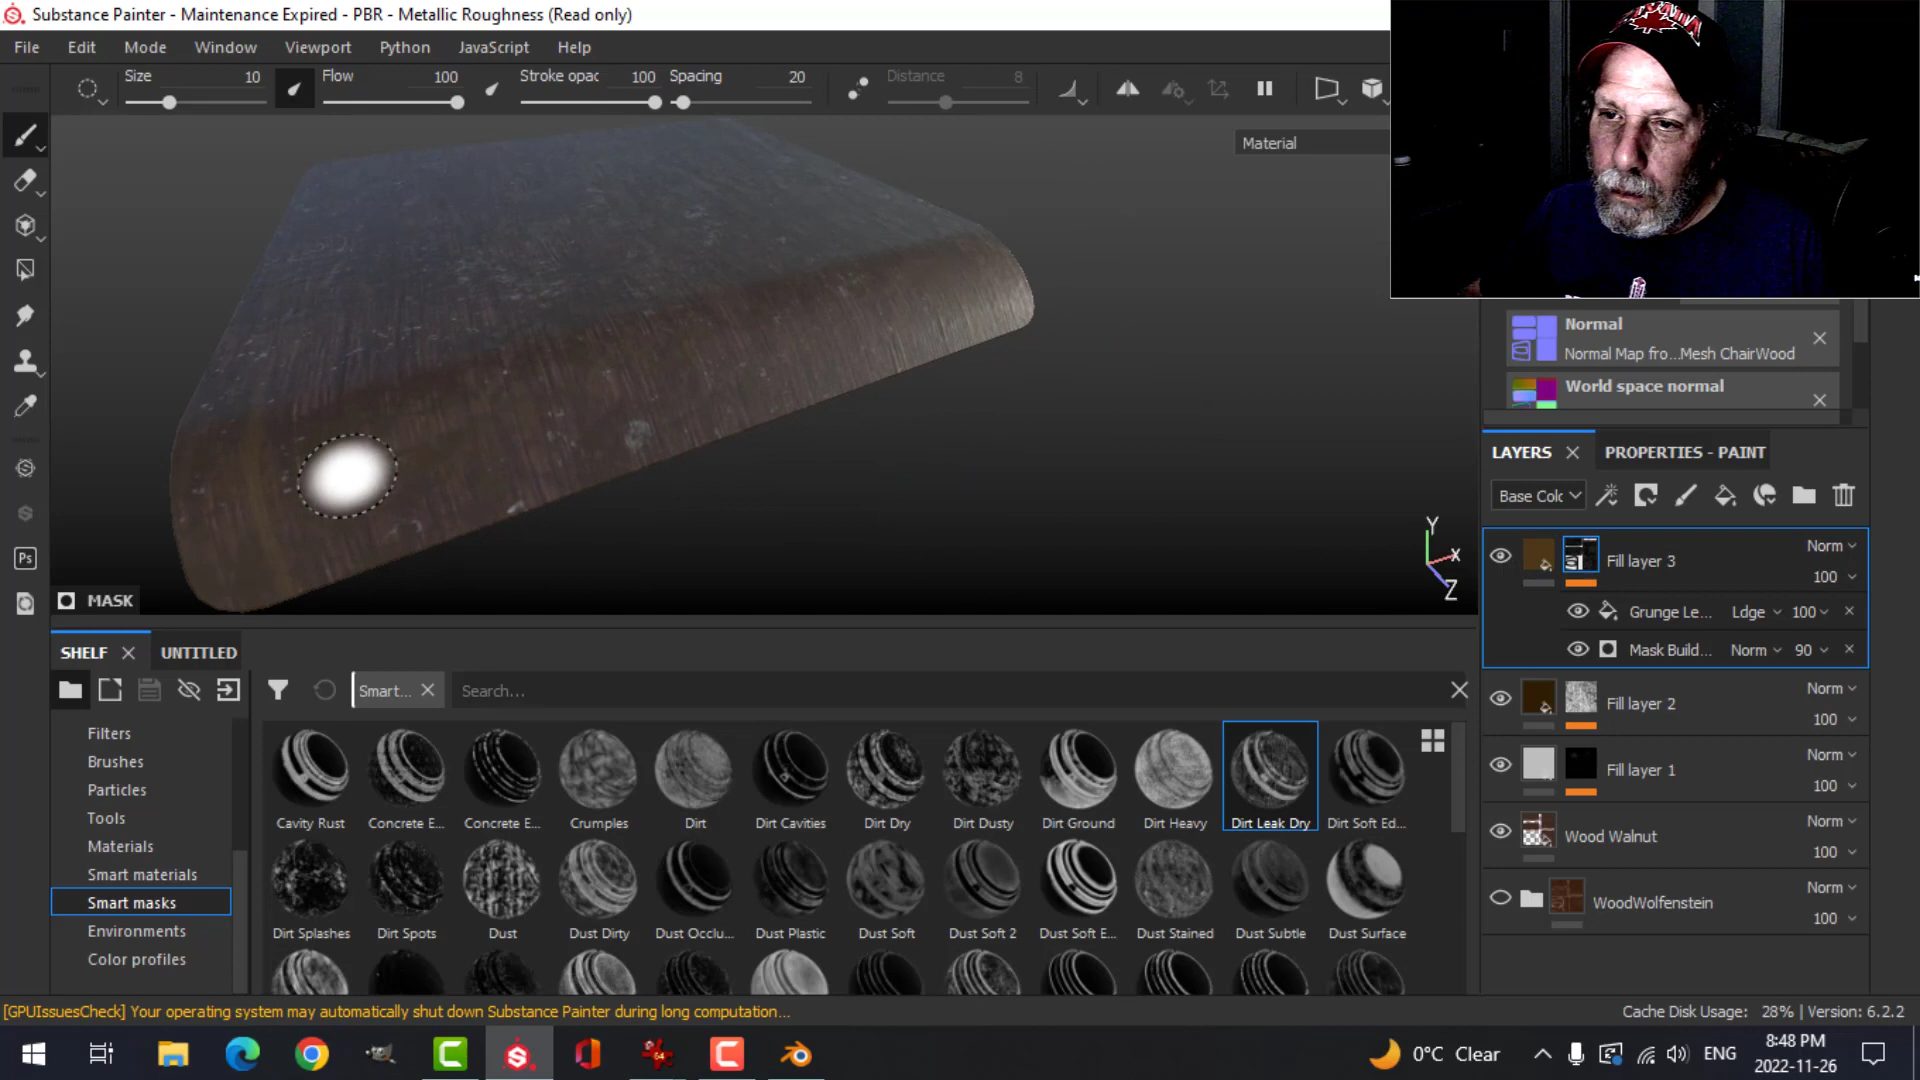 Substance Painter - Maintenance Expired - PBR - Metallic Roughness (Read only)
File Edit Mode Window Viewport Python JavaScript Help
Size 10 Flow 100 Stroke opac 100 Spacing 20 Distance 8
Material
Normal
Normal Map fro...Mesh ChairWood
World space normal
LAYERS PROPERTIES - PAINT
Base Colc
Fill layer 3 Norm
100
Grunge Le... Ldge 100
Mask Build... Norm 90
Fill layer 2 Norm
100
Fill layer 1 Norm
100
Wood Walnut Norm
100
WoodWolfenstein Norm
100
Y
X
Z
MASK
SHELF UNTITLED
Smart... Search...
Filters
Brushes
Particles
Tools
Materials
Smart materials
Smart masks
Environments
Color profiles
Cavity Rust Concrete E... Concrete E... Crumples Dirt Dirt Cavities Dirt Dry Dirt Dusty Dirt Ground Dirt Heavy Dirt Leak Dry Dirt Soft Ed...
Dirt Splashes Dirt Spots Dust Dust Dirty Dust Occlu... Dust Plastic Dust Soft Dust Soft 2 Dust Soft E... Dust Stained Dust Subtle Dust Surface
[GPUIssuesCheck] Your operating system may automatically shut down Substance Painter during long computation...
Cache Disk Usage: 28% | Version: 6.2.2
Ps
64
0°C Clear ENG
8:48 PM
2022-11-26